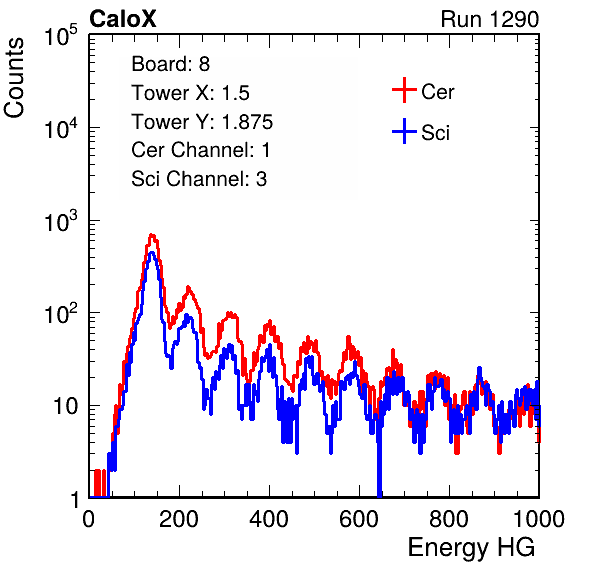 CaloX Run 1290
Counts
10^5
10^4
10^3
10^2
10
1
Board: 8
Tower X: 1.5
Tower Y: 1.875
Cer Channel: 1
Sci Channel: 3
Cer
Sci
0 200 400 600 800 1000
Energy HG